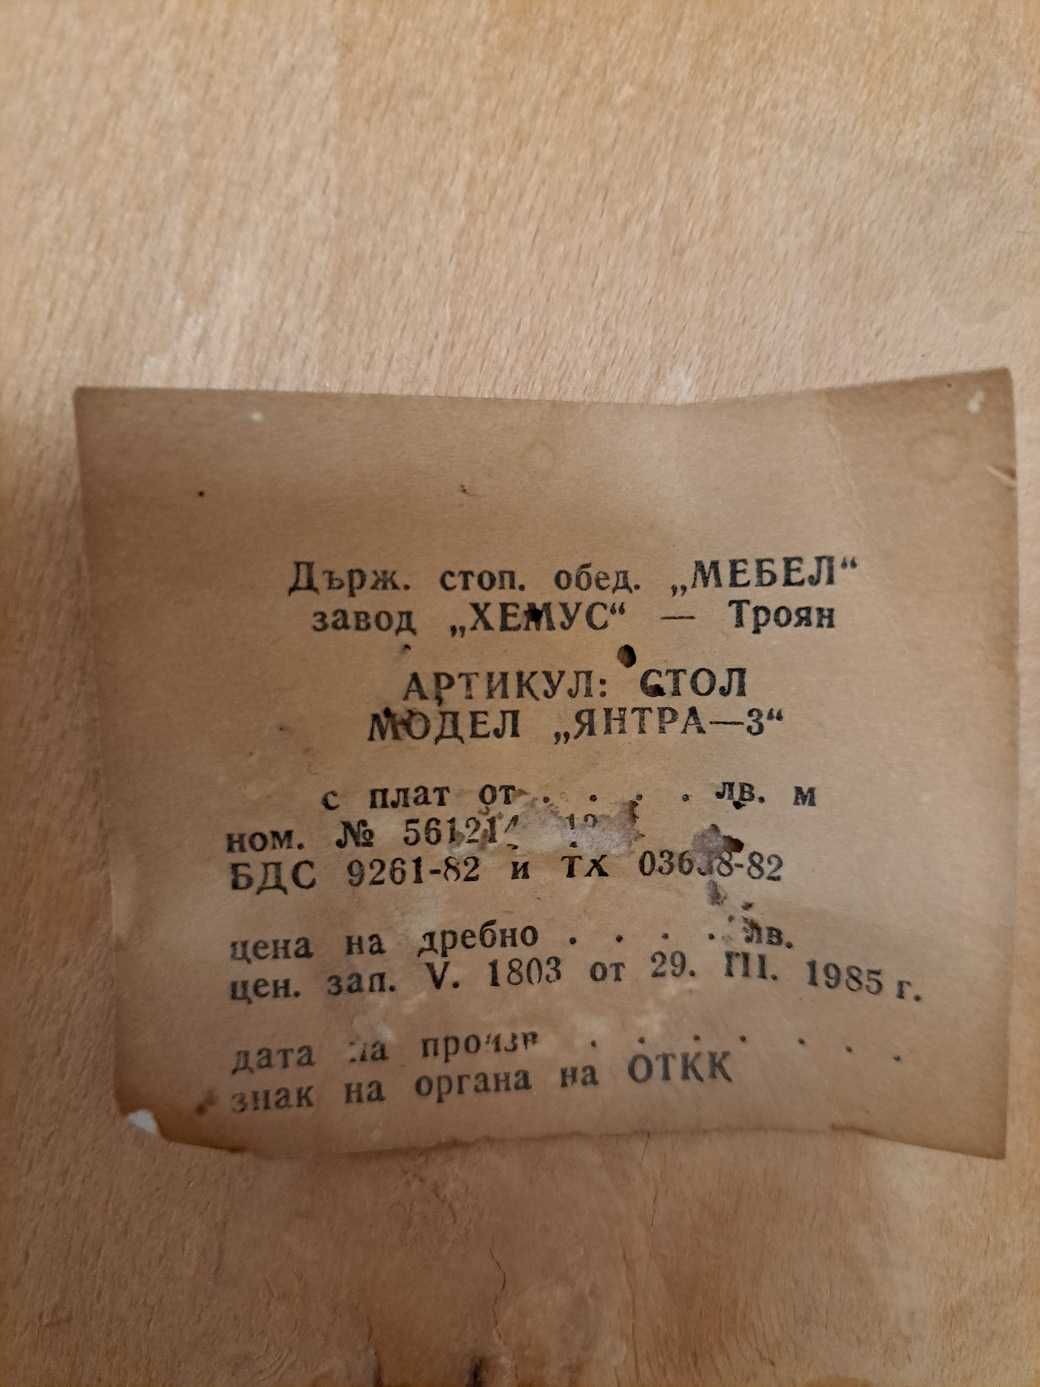 Държ. стоп. обед. „МЕБЕЛ“
завод „ХЕМУС“ — Троян
АРТИКУЛ: СТОЛ
МОДЕЛ „ЯНТРА—3“
с плат от . . . . лв. м
ном. №
БДС 9261-82 и ТХ
цена на дребно . . . . лв.
цен. зап. V. 1803 от 29. III. 1985 г.
дата на произв . . . . . . .
знак на органа на ОТКК